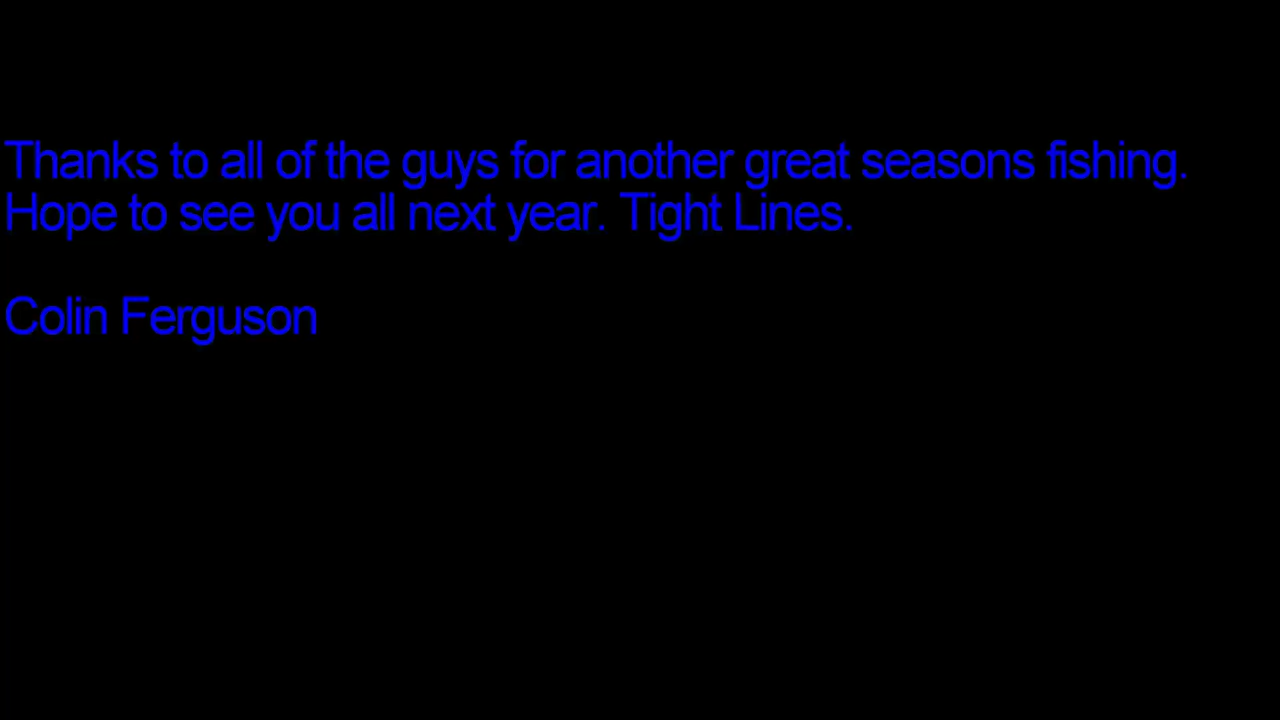 Thanks to all of the guys for another great seasons fishing.
Hope to see you all next year. Tight Lines.
Colin Ferguson